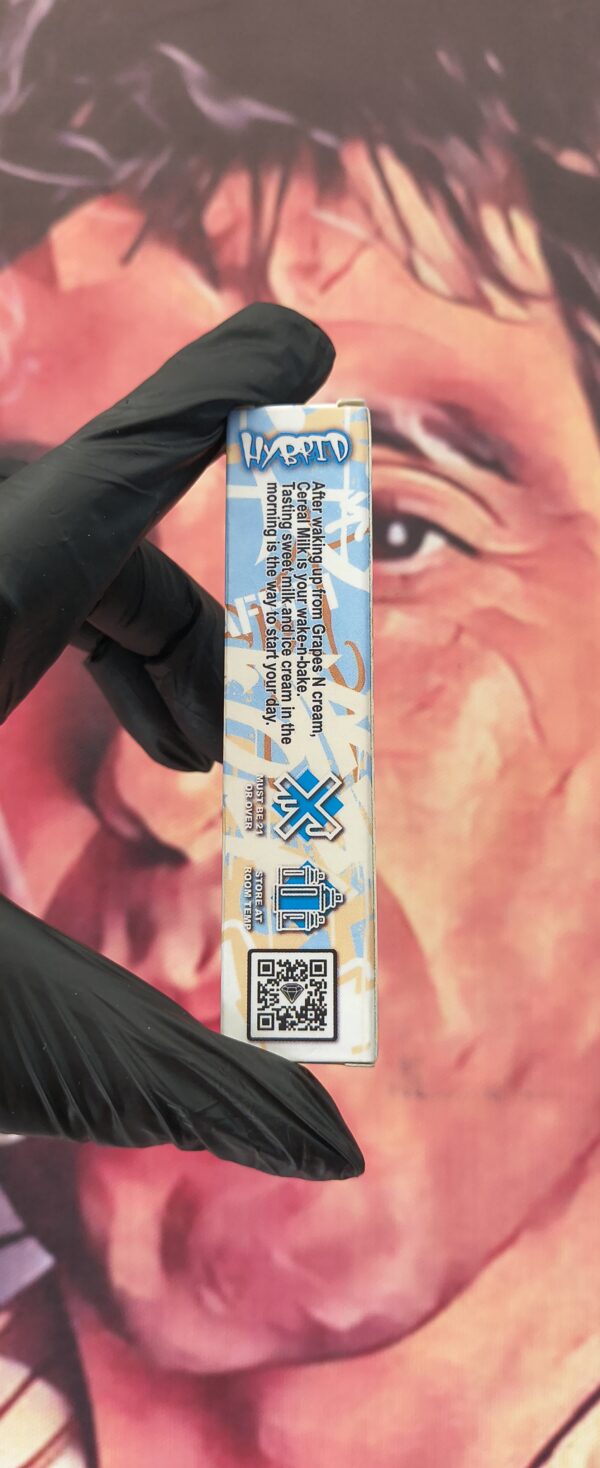 HYBRID
After waking up from Grapes N cream,
Cereal Milk is your wake-n-bake.
Tasting sweet milk and ice cream in the
morning is the way to start your day.
MUST BE 21
OR OVER
STORE AT
ROOM TEMP